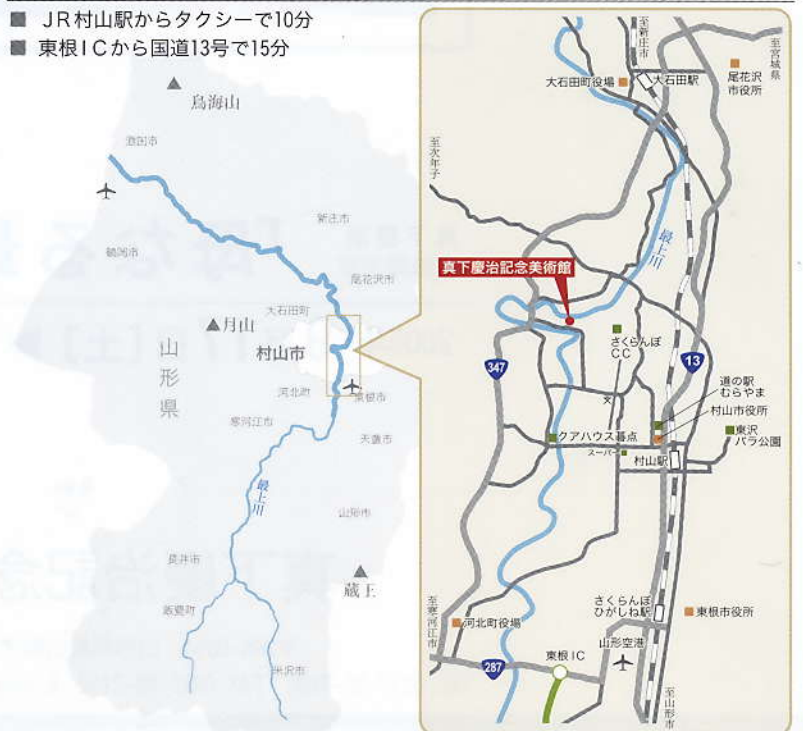 ■ JR村山駅からタクシーで10分
■ 東根ICから国道13号で15分
鳥海山
酒田市
鶴岡市
新庄市
尾花沢市
大石田町
月山
村山市
山形県
河北町
東根市
寒河江市
天童市
最上川
山形市
長井市
蔵王
飯豊町
米沢市
至新庄市
至宮城県
大石田町役場
大石田駅
尾花沢
市役所
至次年子
最上川
真下慶治記念美術館
さくらんぼ
CC
347
13
道の駅
むらやま
文
村山市役所
クアハウス碁点
スーパー
東沢
バラ公園
村山駅
至寒河江市
さくらんぼ
ひがしね駅
河北町役場
東根市役所
山形空港
東根IC
287
至山形市